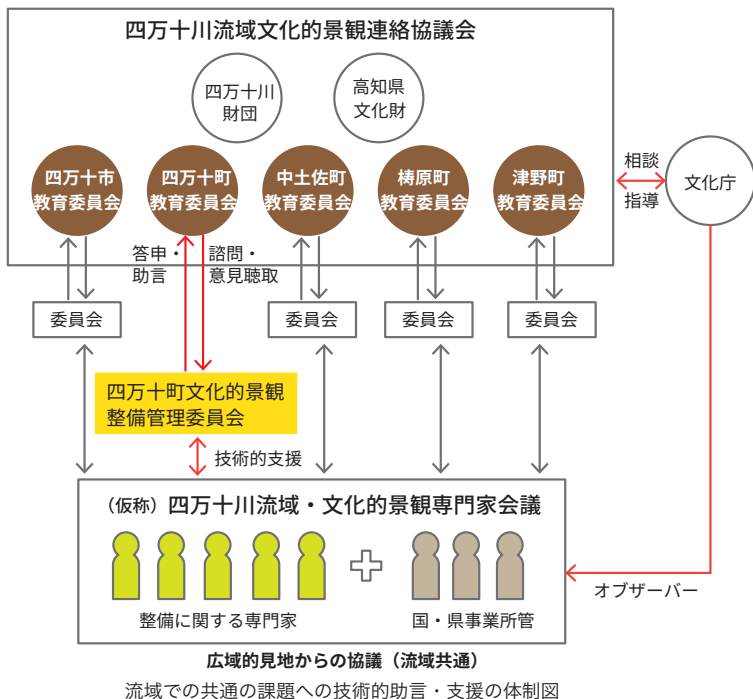 四万十川流域文化的景観連絡協議会
四万十川
財団
高知県
文化財
四万十市
教育委員会
四万十町
教育委員会
中土佐町
教育委員会
梼原町
教育委員会
津野町
教育委員会
相談
指導
文化庁
答申・
助言
諮問・
意見聴取
委員会
委員会
委員会
委員会
四万十町文化的景観
整備管理委員会
技術的支援
（仮称）四万十川流域・文化的景観専門家会議
整備に関する専門家
国・県事業所管
オブザーバー
広域的見地からの協議（流域共通）
流域での共通の課題への技術的助言・支援の体制図